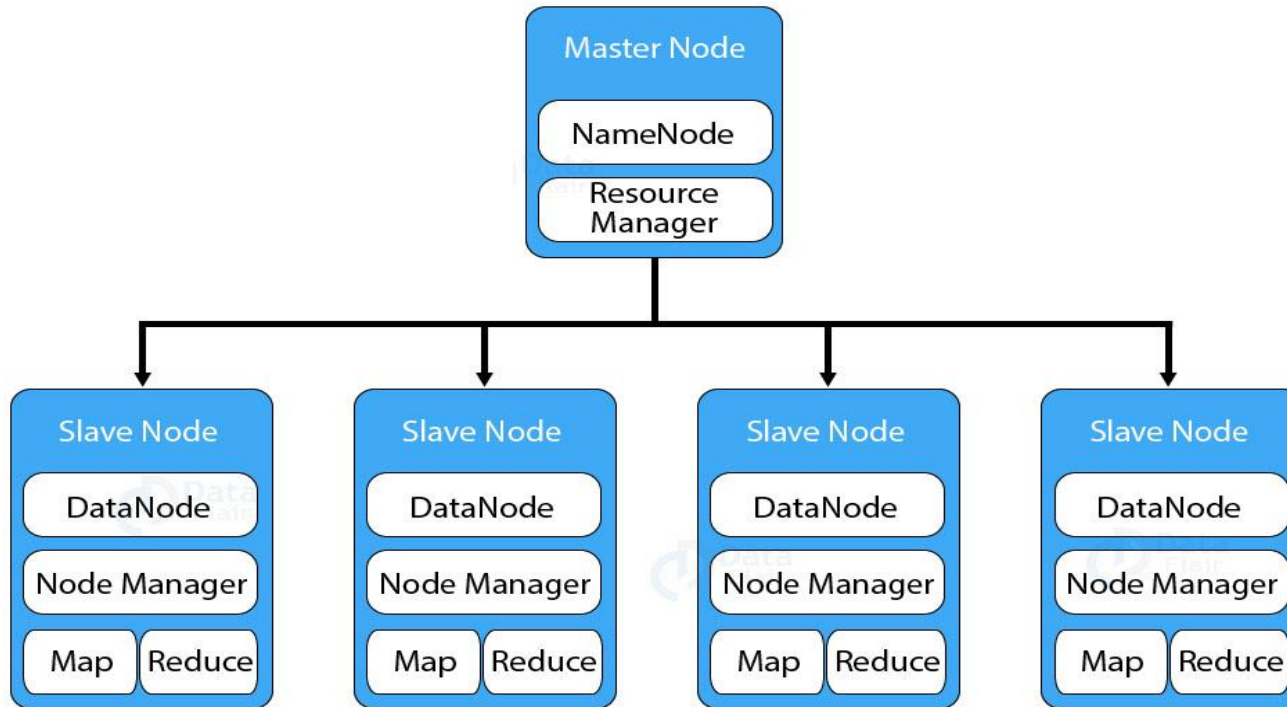 Master Node
NameNode
Resource
Manager
Slave Node
DataNode
Node Manager
Map
Reduce
Slave Node
DataNode
Node Manager
Map
Reduce
Slave Node
DataNode
Node Manager
Map
Reduce
Slave Node
DataNode
Node Manager
Map
Reduce